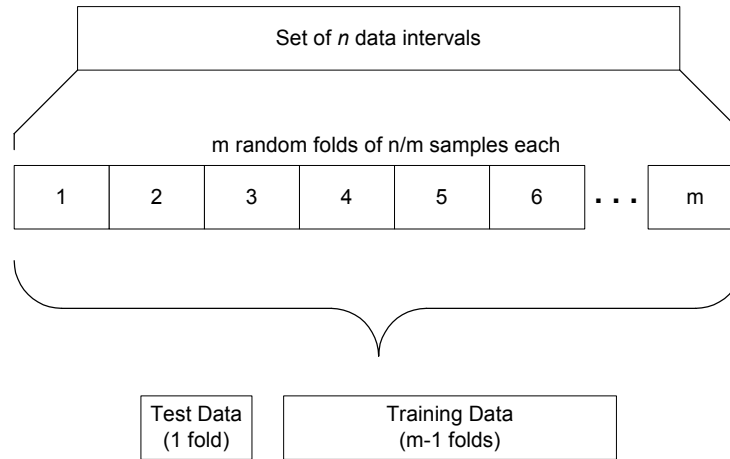 Set of n data intervals
m random folds of n/m samples each
1 2 3 4 5 6 . . . m
Test Data Training Data
(1 fold) (m-1 folds)